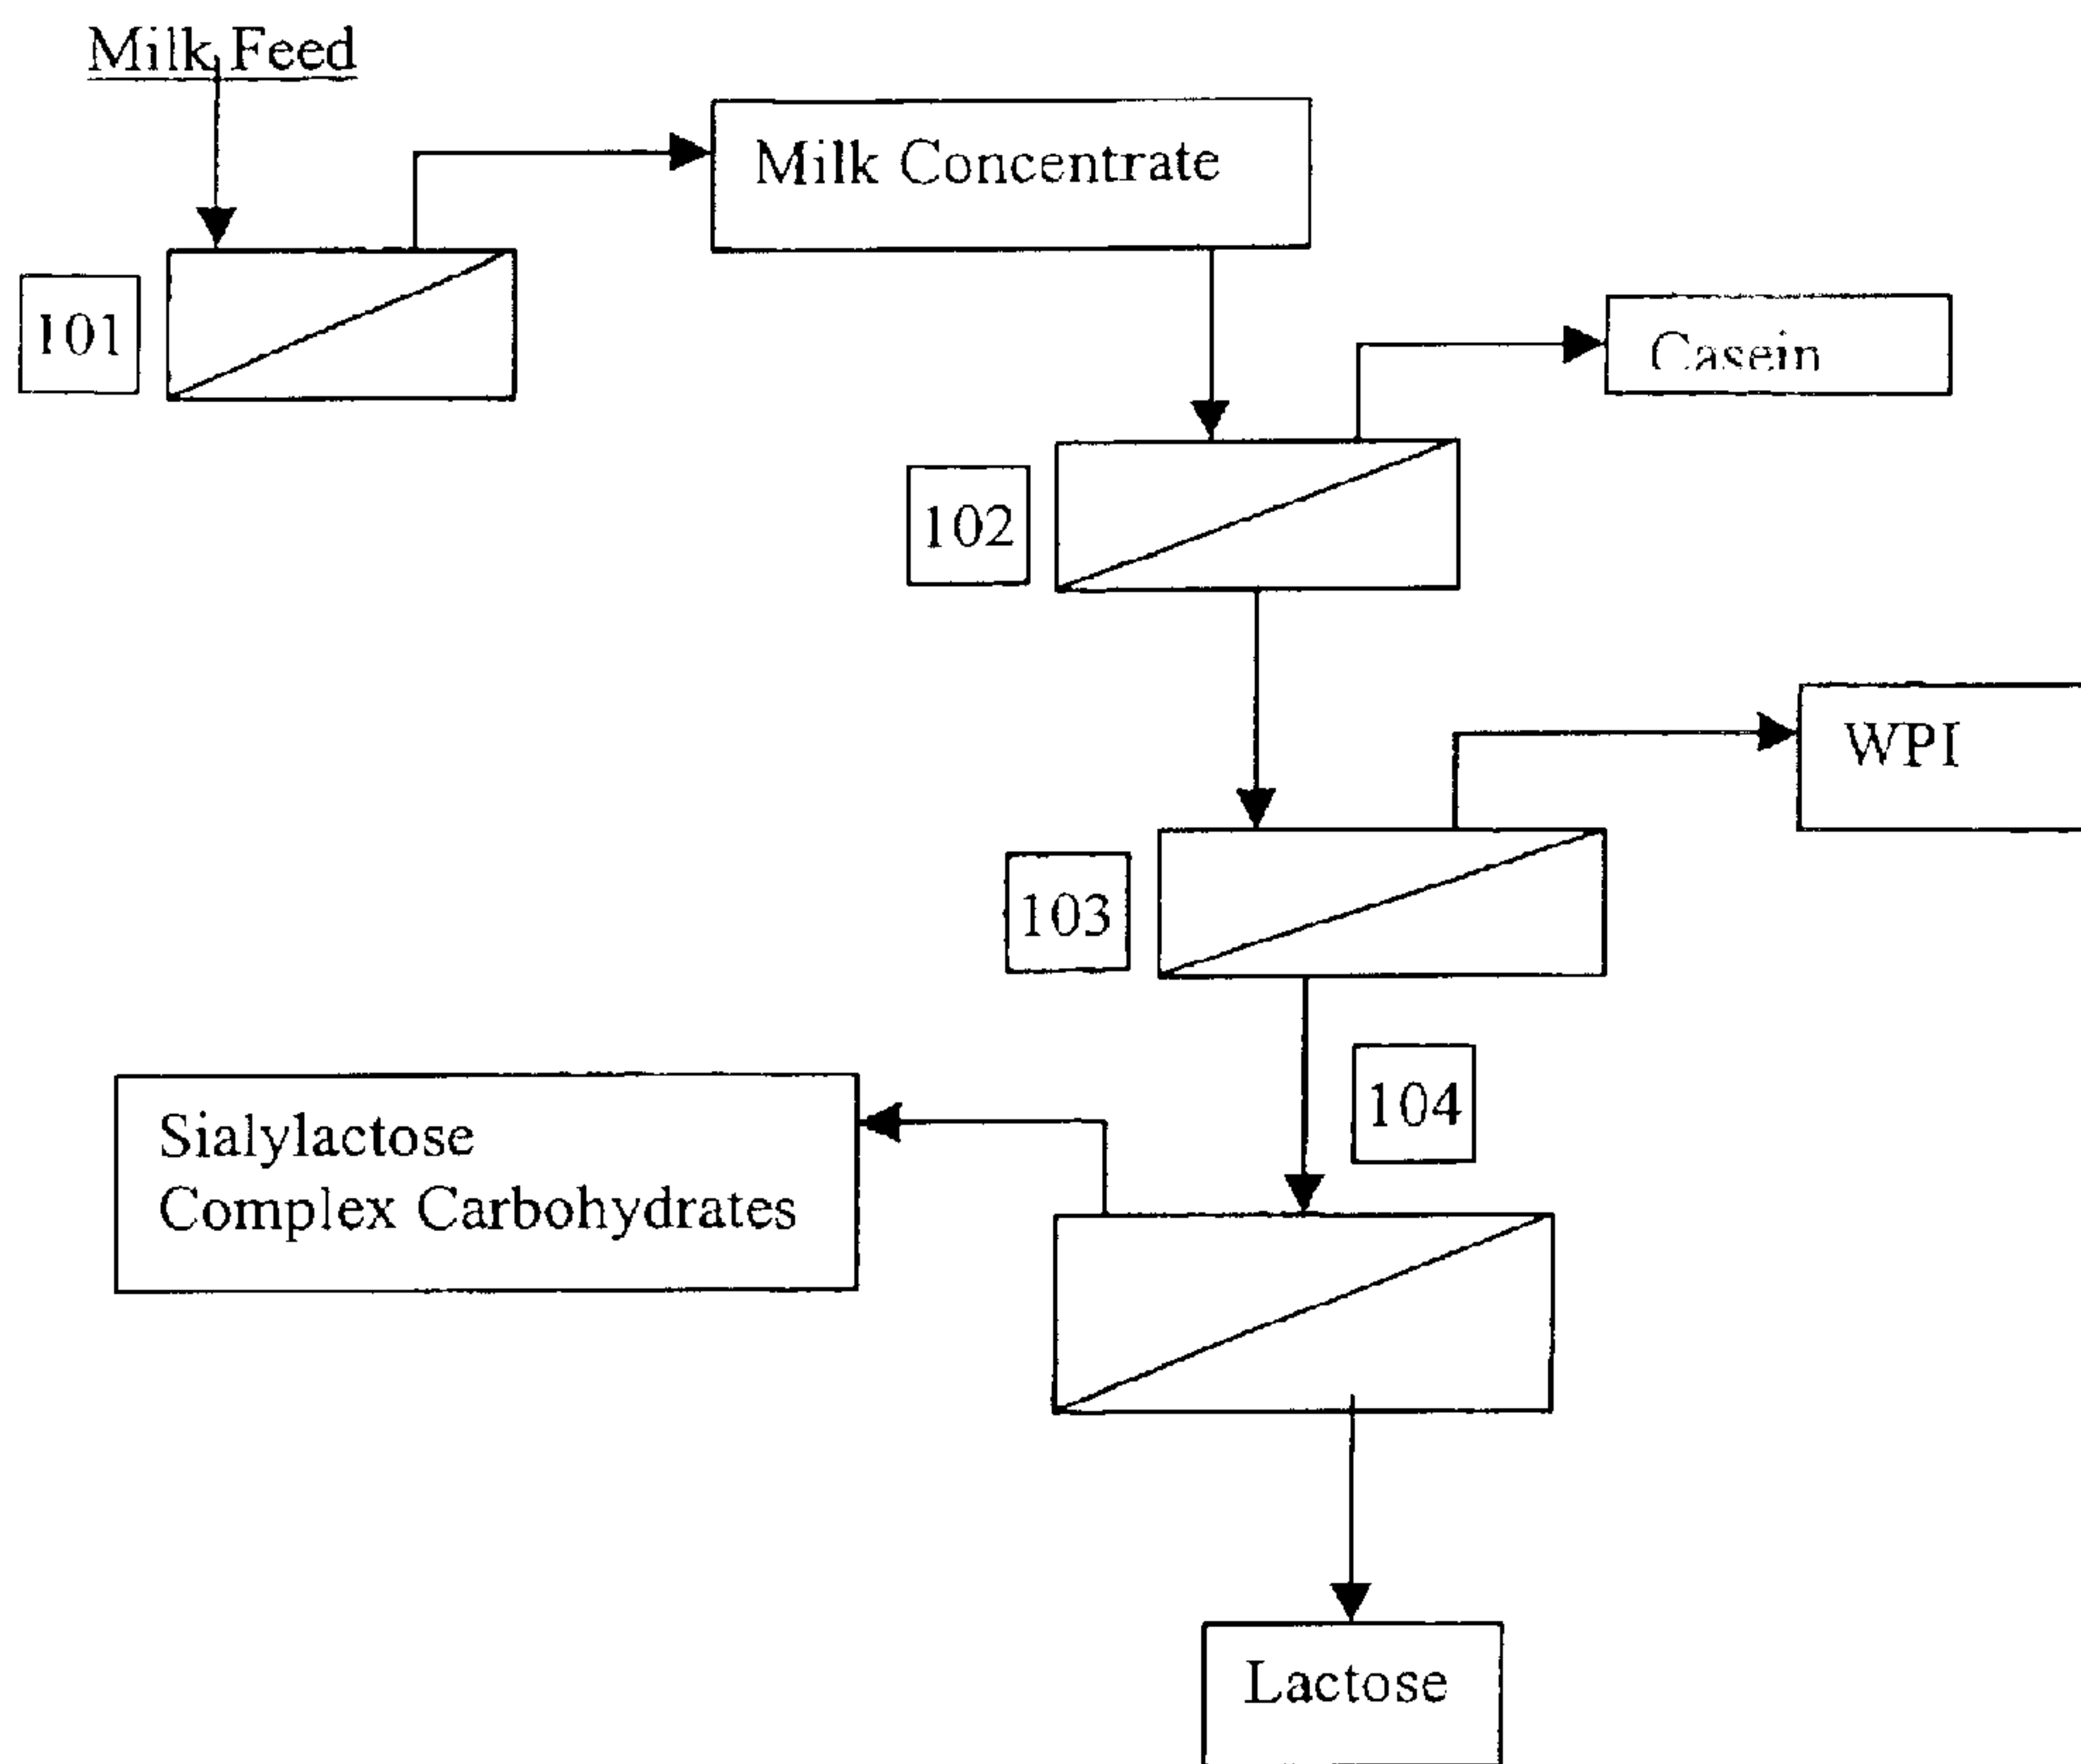 Milk Feed
Milk Concentrate
101
Casein
102
WPI
103
104
Sialylactose
Complex Carbohydrates
Lactose